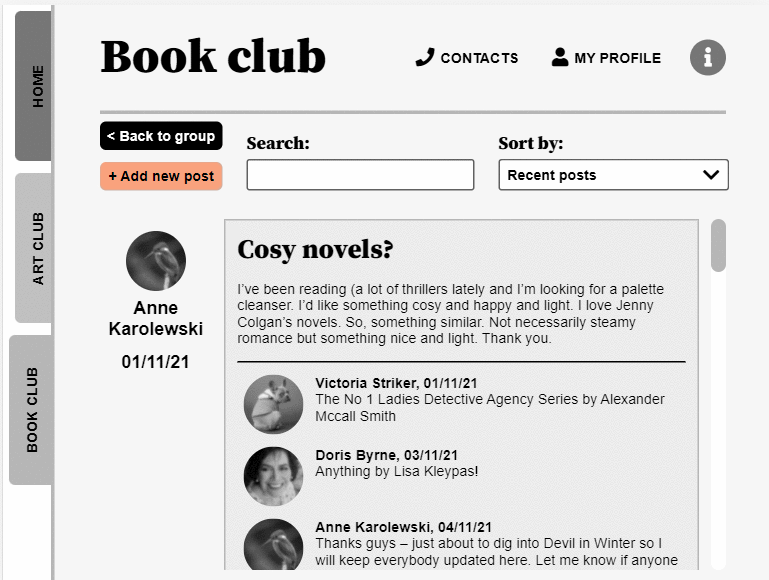 HOME
ART CLUB
BOOK CLUB
Book club
CONTACTS
MY PROFILE
< Back to group
+ Add new post
Search:
Sort by:
Recent posts
Anne
Karolewski
01/11/21
Cosy novels?
I’ve been reading (a lot of thrillers lately and I’m looking for a palette
cleanser. I’d like something cosy and happy and light. I love Jenny
Colgan’s novels. So, something similar. Not necessarily steamy
romance but something nice and light. Thank you.
Victoria Striker, 01/11/21
The No 1 Ladies Detective Agency Series by Alexander
Mccall Smith
Doris Byrne, 03/11/21
Anything by Lisa Kleypas!
Anne Karolewski, 04/11/21
Thanks guys – just about to dig into Devil in Winter so I
will keep everybody updated here. Let me know if anyone